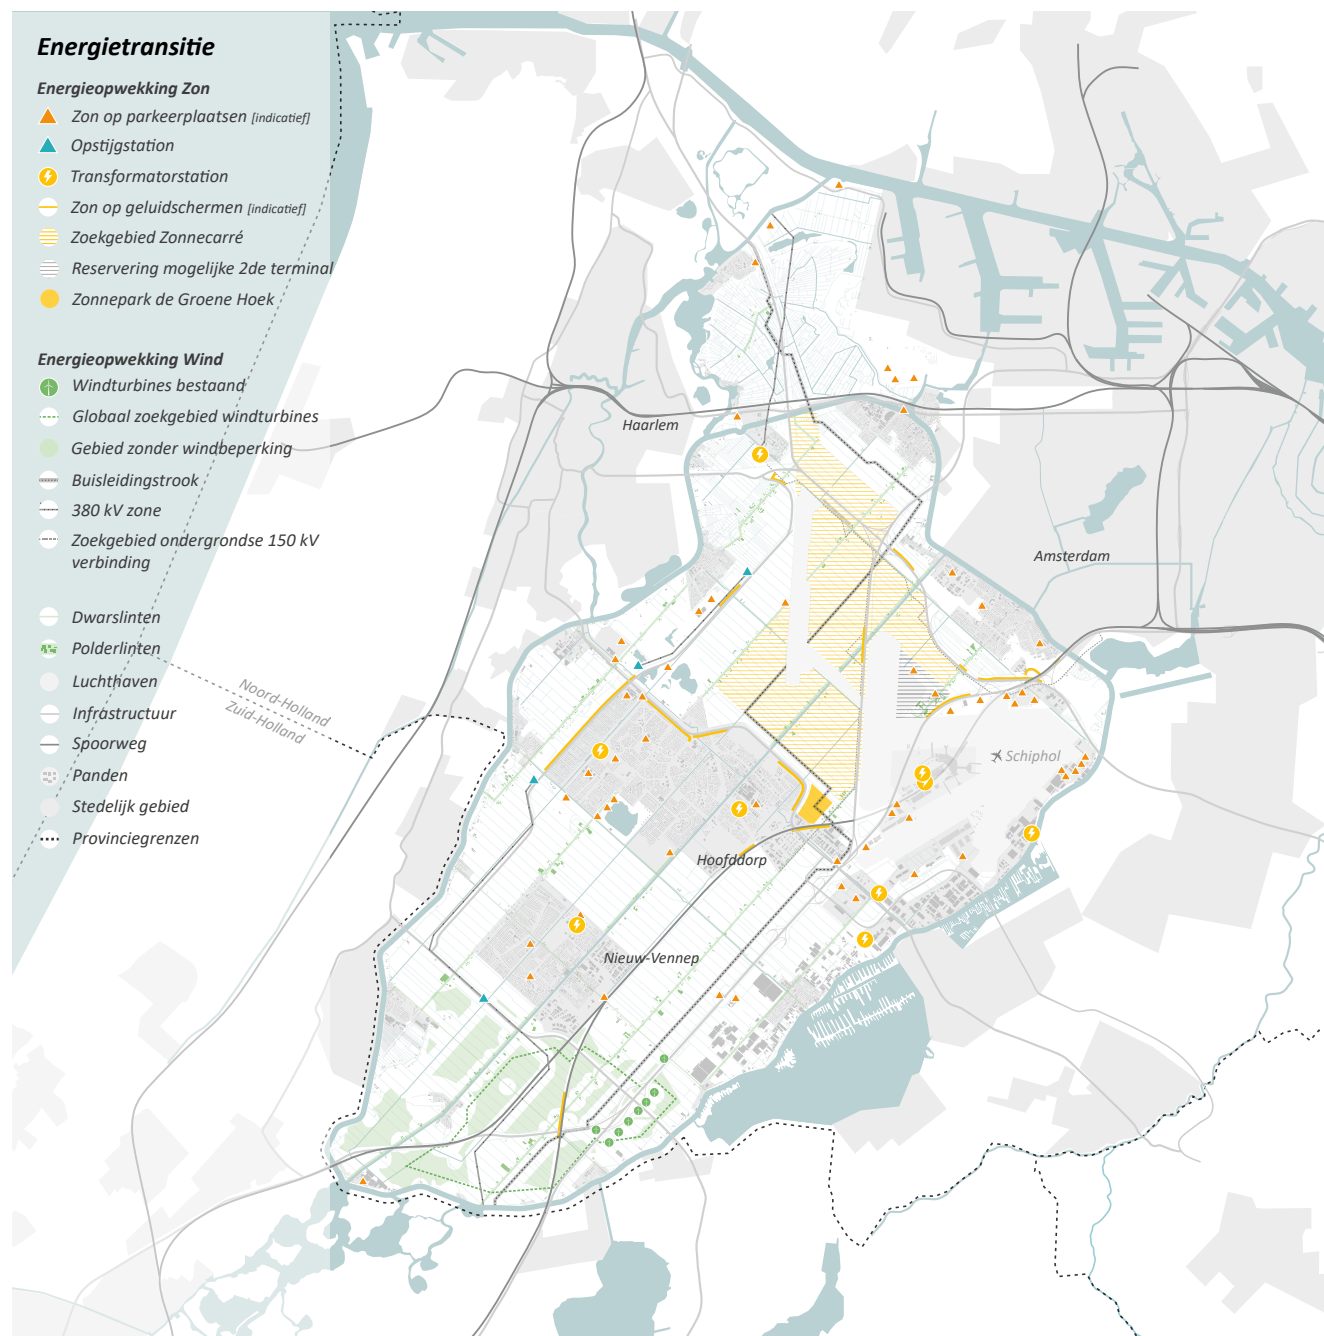 Energietransitie
Energieopwekking Zon
Zon op parkeerplaatsen [indicatief]
Opstijgstation
Transformatorstation
Zon op geluidschermen [indicatief]
Zoekgebied Zonnecarré
Reservering mogelijke 2de terminal
Zonnepark de Groene Hoek
Energieopwekking Wind
Windturbines bestaand
Globaal zoekgebied windturbines
Gebied zonder windbeperking
Buisleidingstrook
380 kV zone
Zoekgebied ondergrondse 150 kV
verbinding
Dwarslinten
Polderlinten
Luchthaven
Infrastructuur
Spoorweg
Panden
Stedelijk gebied
Provinciegrenzen
Noord-Holland
Zuid-Holland
Haarlem
Amsterdam
Schiphol
Hoofddorp
Nieuw-Vennep